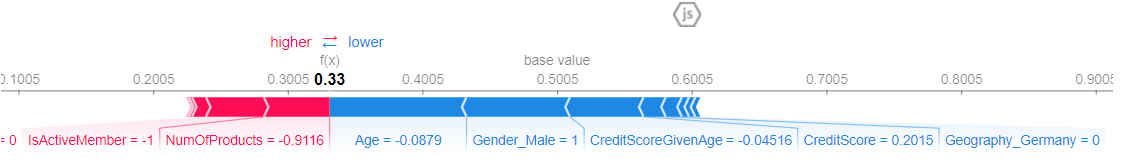 js
higher lower
f(x) base value
0.1005 0.2005 0.3005 0.33 0.4005 0.5005 0.6005 0.7005 0.8005 0.9005
= 0 IsActiveMember = -1 NumOfProducts = -0.9116 Age = -0.0879 Gender_Male = 1 CreditScoreGivenAge = -0.04516 CreditScore = 0.2015 Geography_Germany = 0